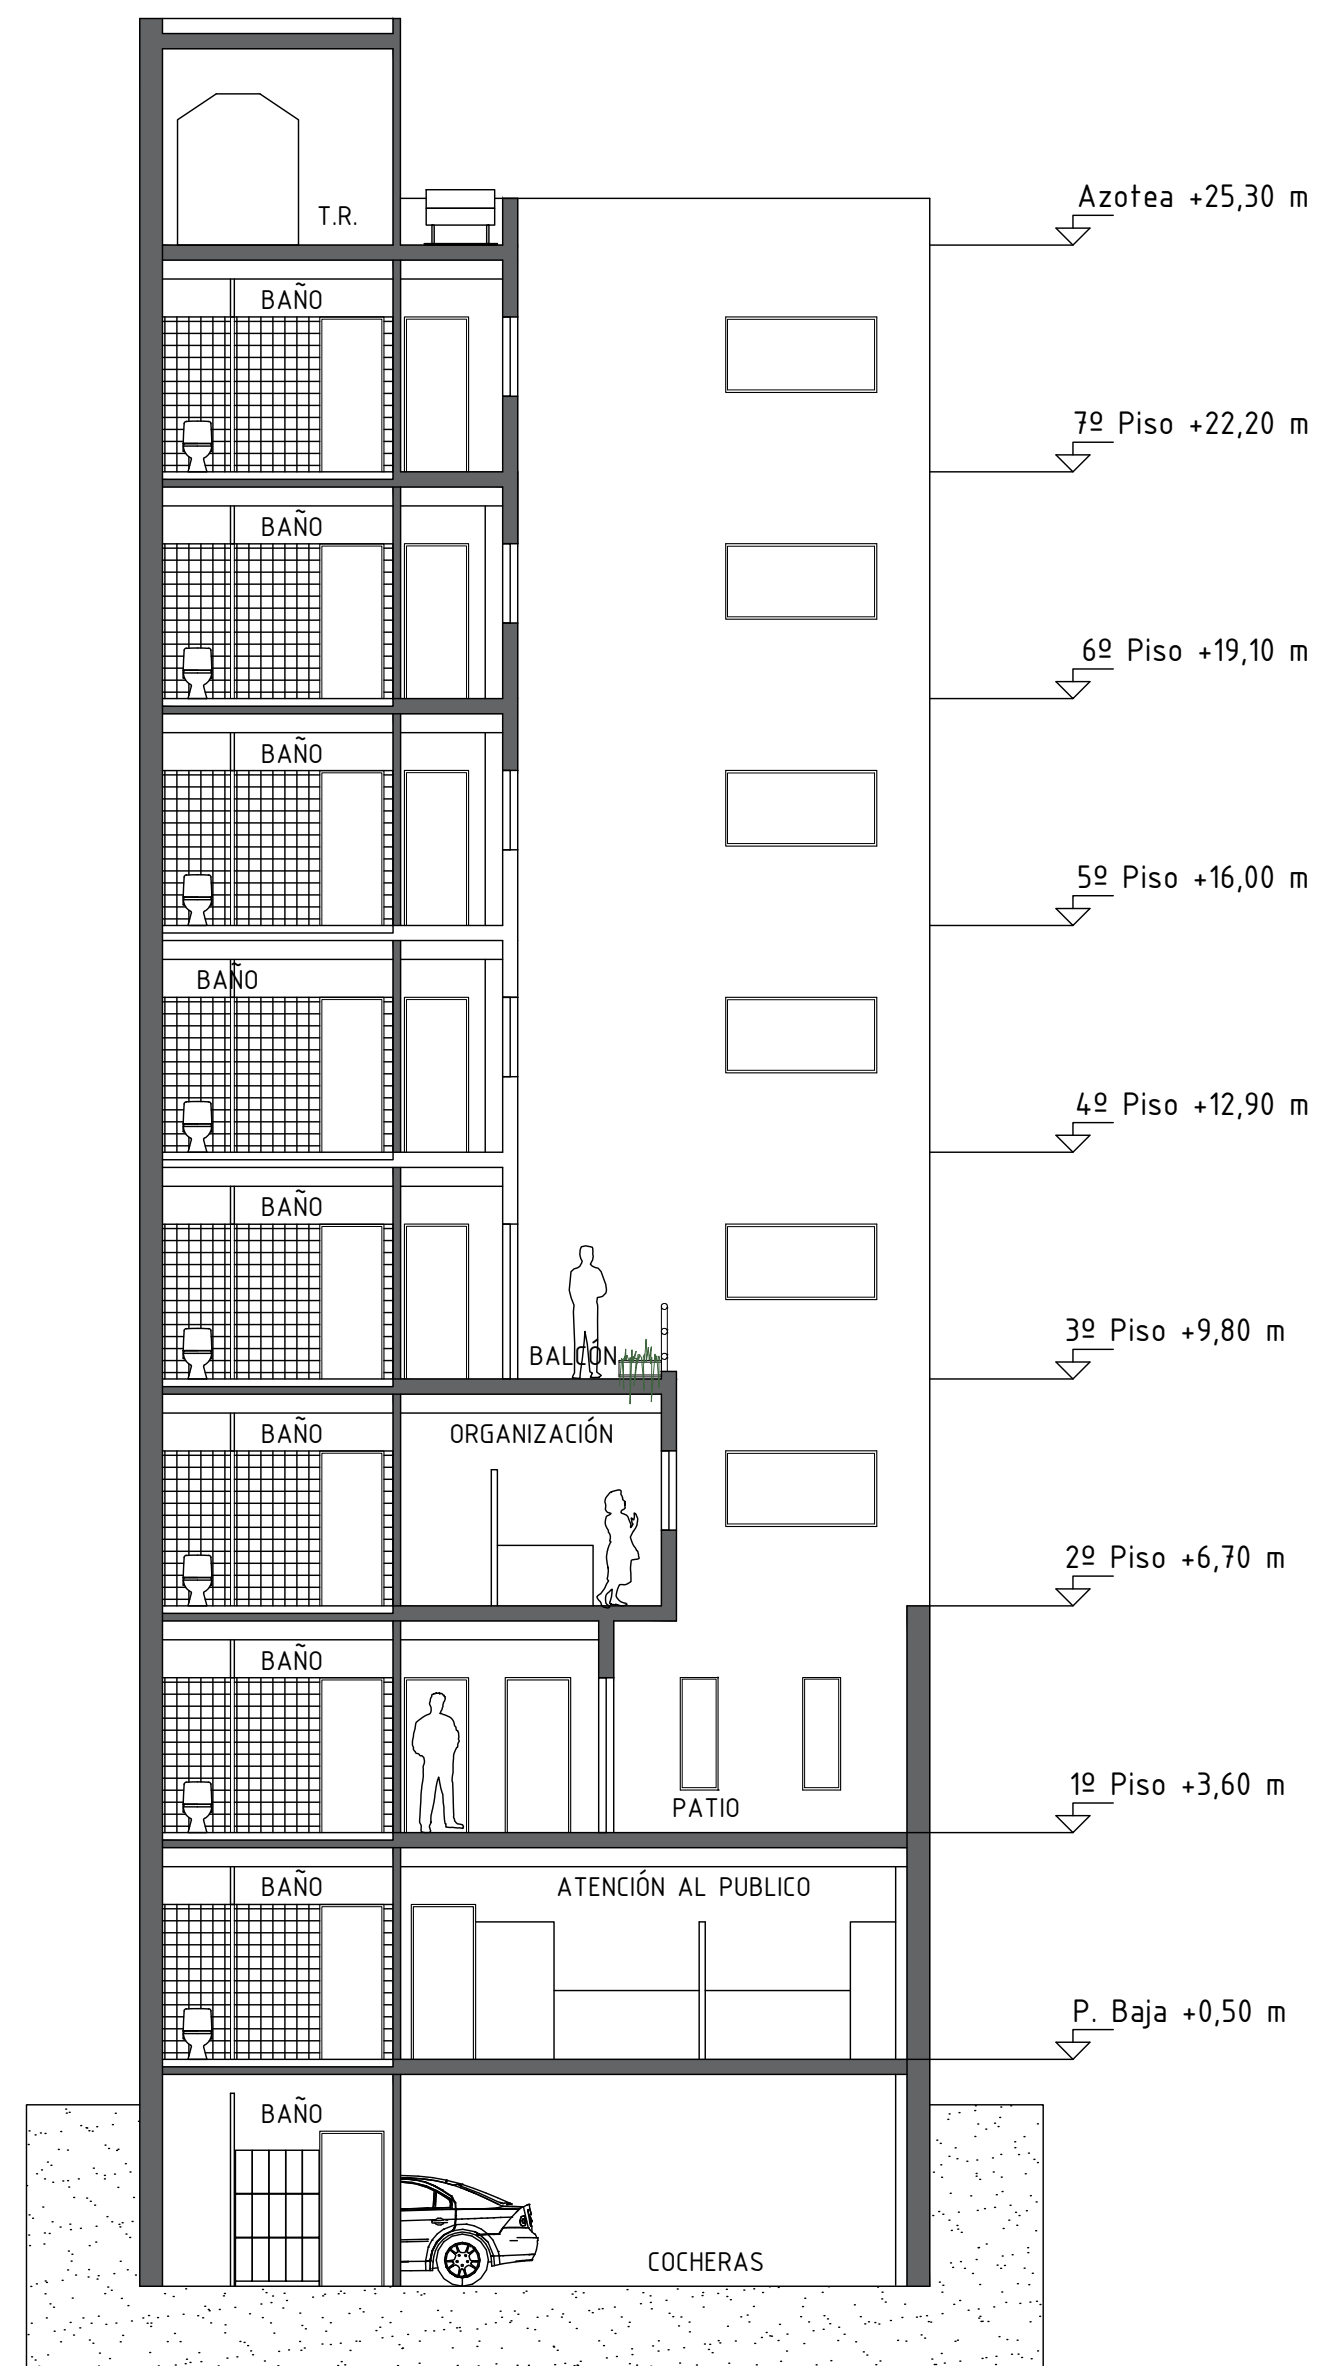 Azotea +25,30 m
T.R.
BAÑO
7º Piso +22,20 m
BAÑO
6º Piso +19,10 m
BAÑO
5º Piso +16,00 m
BAÑO
4º Piso +12,90 m
BAÑO
3º Piso +9,80 m
BALCÓN
BAÑO
ORGANIZACIÓN
2º Piso +6,70 m
BAÑO
1º Piso +3,60 m
PATIO
BAÑO
ATENCIÓN AL PUBLICO
P. Baja +0,50 m
BAÑO
COCHERAS